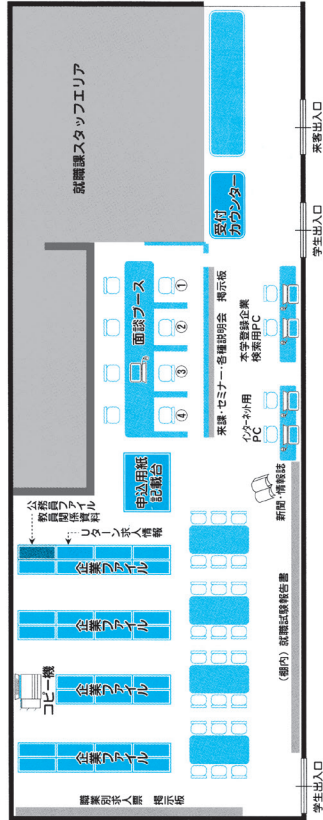 就職課スタッフエリア
来客出入口
受付
カウンター
学生出入口
面談ブース
①
②
③
④
来課・セミナー・各種説明会 掲示板
本学登録企業
検索用PC
インターネット用
PC
申込用紙
記載台
新聞・情報誌
公務員ファイル
教員関係資料
Uターン求人情報
企業ファイル
企業ファイル
企業ファイル
企業ファイル
コピー機
(棚内)就職試験報告書
職業別求人票 掲示板
学生出入口